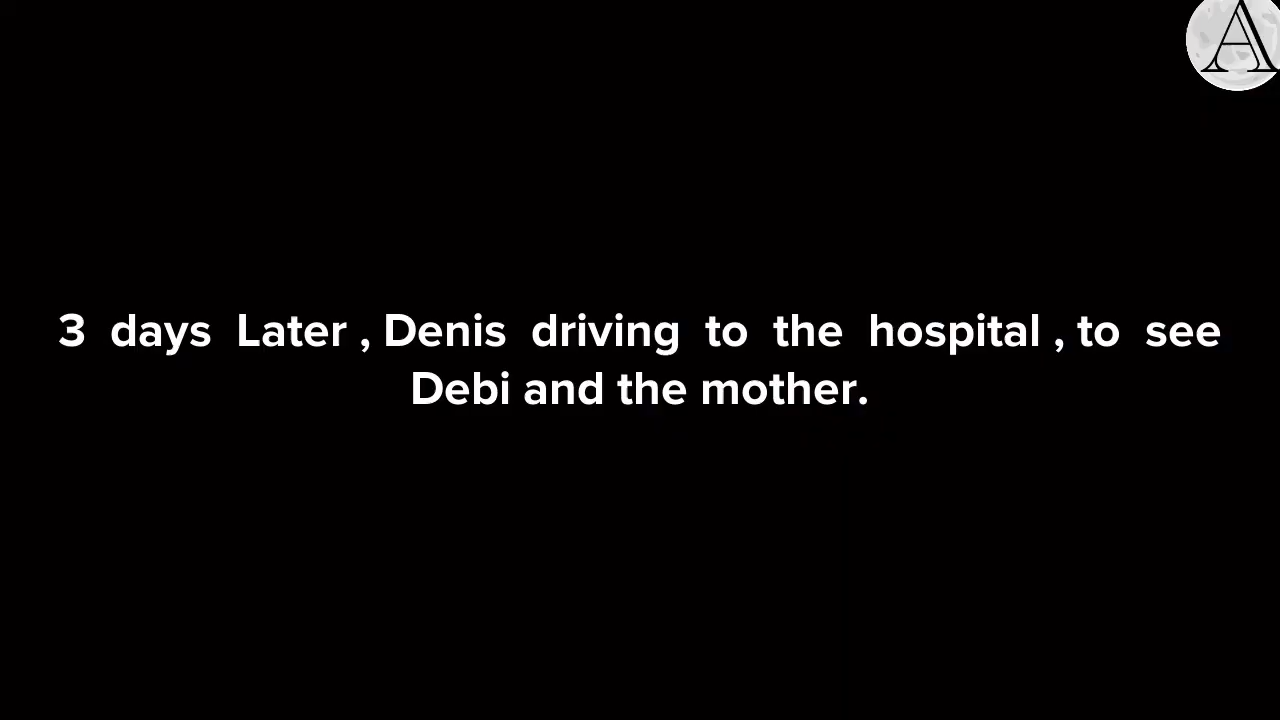 A
3 days Later , Denis driving to the hospital , to see
Debi and the mother.